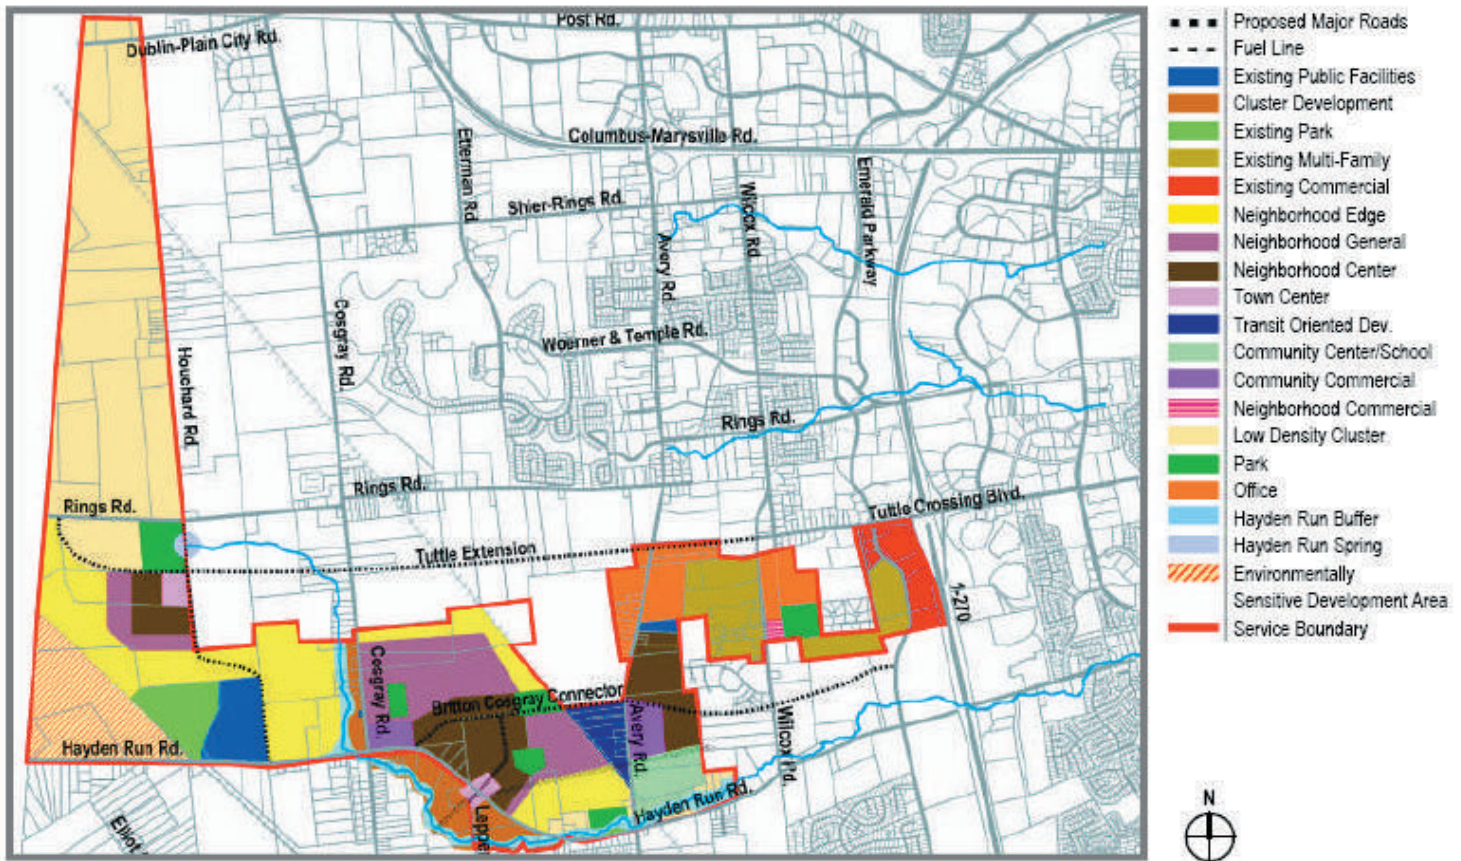 Post Rd.
Dublin-Plain City Rd.
Columbus-Marysville Rd.
Etterman Rd.
Shier-Rings Rd.
Wilcox Rd
Emerald Parkway
Avery Rd.
Cosgray Rd.
Woerner & Temple Rd.
Houchard Rd.
Rings Rd.
Rings Rd.
Rings Rd.
Tuttle Crossing Blvd.
Tuttle Extension
I-270
Cosgray Rd.
Britton Cosgray Connector
Avery Rd.
Wilcox Rd.
Hayden Run Rd.
Hayden Run Rd.
Elliot
Leppe
Proposed Major Roads
Fuel Line
Existing Public Facilities
Cluster Development
Existing Park
Existing Multi-Family
Existing Commercial
Neighborhood Edge
Neighborhood General
Neighborhood Center
Town Center
Transit Oriented Dev.
Community Center/School
Community Commercial
Neighborhood Commercial
Low Density Cluster
Park
Office
Hayden Run Buffer
Hayden Run Spring
Environmentally
Sensitive Development Area
Service Boundary
N